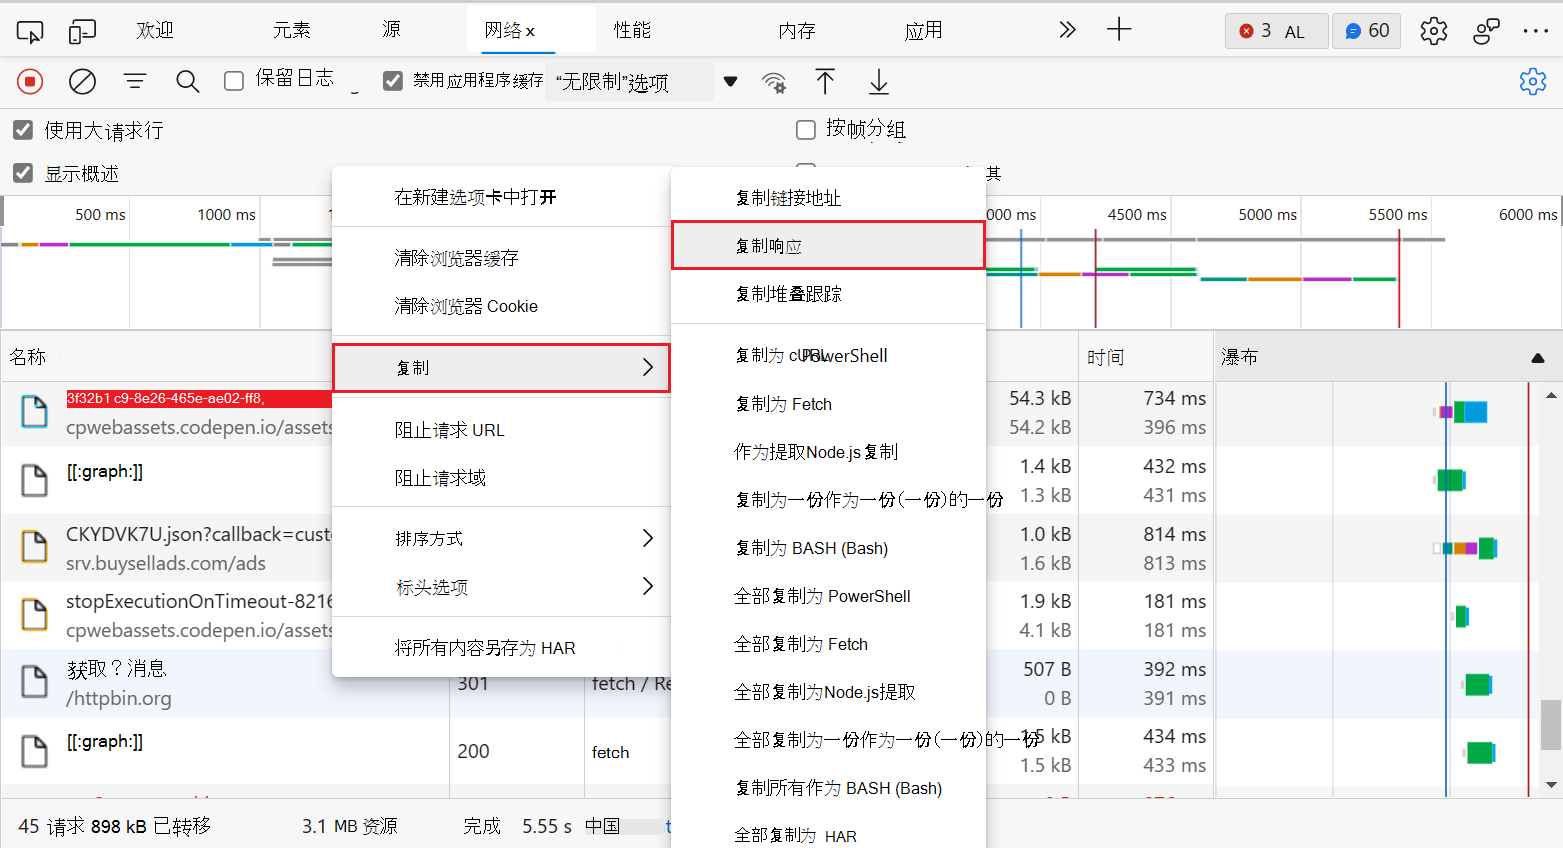 欢迎 元素 源 网络 x 性能 内存 应用 3 AL 60
保留日志 禁用应用程序缓存 “无限制”选项
使用大请求行 按帧分组
显示概述 其
500 ms 1000 ms 1 000 ms 4500 ms 5000 ms 5500 ms 6000 ms
在新建选项卡中打开
清除浏览器缓存
清除浏览器 Cookie
复制
阻止请求 URL
阻止请求域
排序方式
标头选项
将所有内容另存为 HAR
复制链接地址
复制响应
复制堆叠跟踪
复制为 cURL PowerShell
复制为 Fetch
作为提取Node.js复制
复制为一份作为一份(一份)的一份
复制为 BASH (Bash)
全部复制为 PowerShell
全部复制为 Fetch
全部复制为Node.js提取
全部复制为一份作为一份(一份)的一份
复制所有作为 BASH (Bash)
全部复制为 HAR
名称 时间 瀑布
3f32b1 c9-8e26-465e-ae02-ff8, 54.3 kB 734 ms
cpwebassets.codepen.io/assets 54.2 kB 396 ms
[[:graph:]] 1.4 kB 432 ms
1.3 kB 431 ms
CKYDVK7U.json?callback=custo 1.0 kB 814 ms
srv.buysellads.com/ads 1.6 kB 813 ms
stopExecutionOnTimeout-8216 1.9 kB 181 ms
cpwebassets.codepen.io/assets 4.1 kB 181 ms
获取？消息 301 fetch / Re 507 B 392 ms
/httpbin.org 0 B 391 ms
[[:graph:]] 200 fetch 1.5 kB 434 ms
1.5 kB 433 ms
45 请求 898 kB 已转移 3.1 MB 资源 完成 5.55 s 中国 t